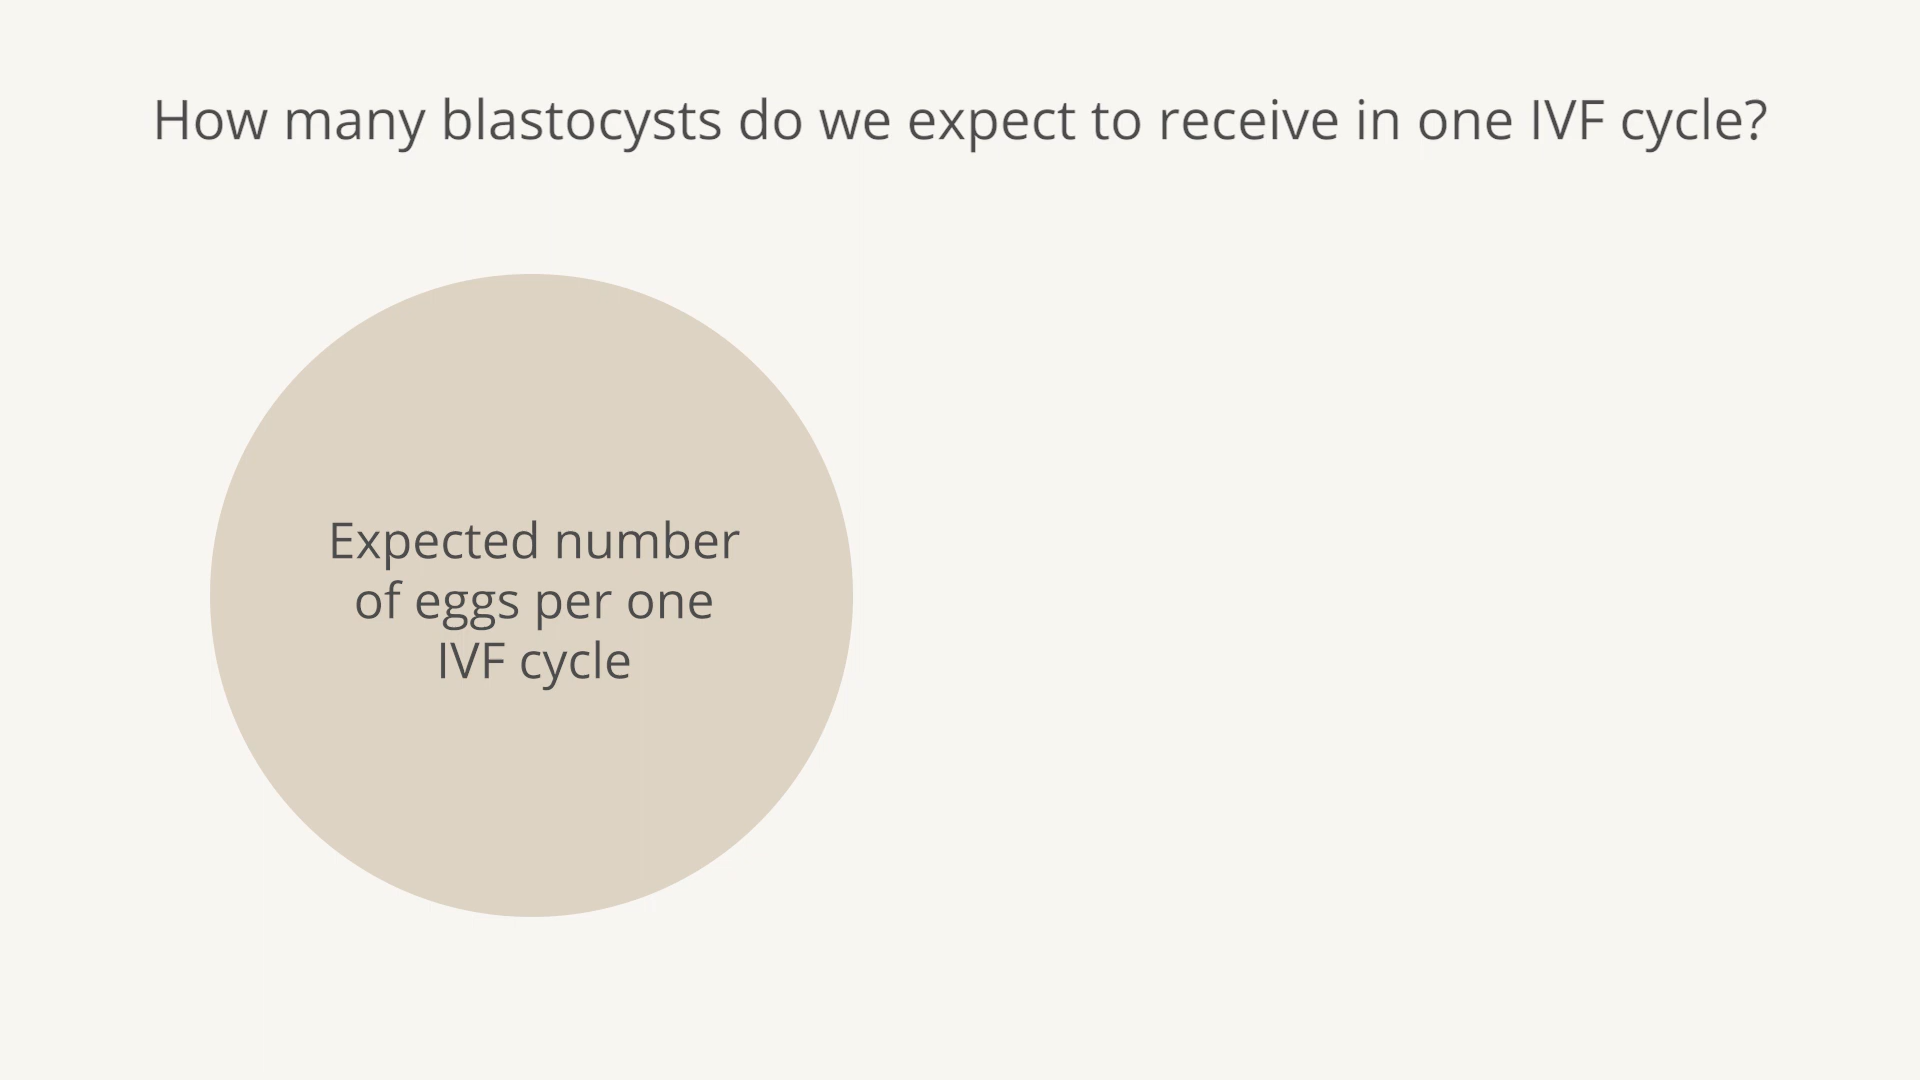 How many blastocysts do we expect to receive in one IVF cycle?
Expected number
of eggs per one
IVF cycle